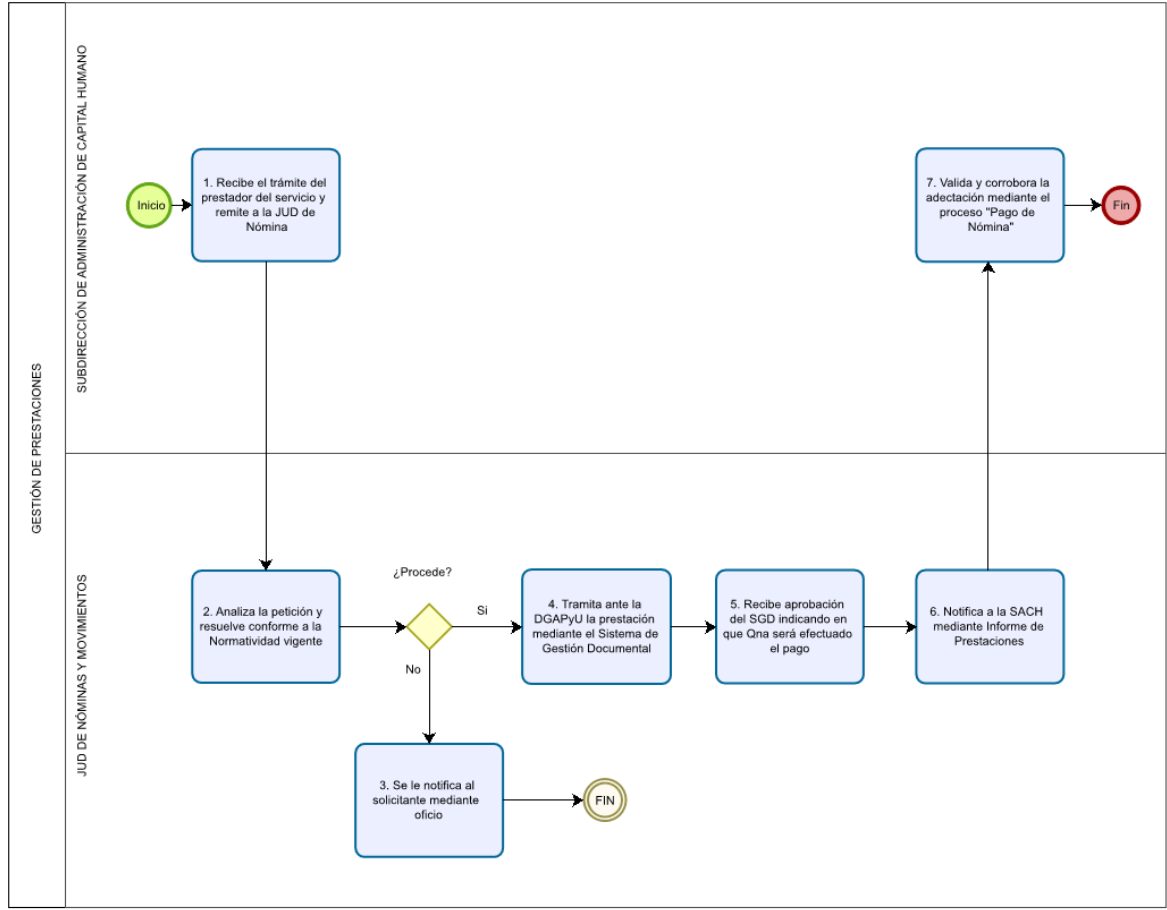 GESTIÓN DE PRESTACIONES
SUBDIRECCIÓN DE ADMINISTRACIÓN DE CAPITAL HUMANO
Inicio
1. Recibe el trámite del
prestador del servicio y
remite a la JUD de
Nómina
7. Valida y corrobora la
adectación mediante el
proceso "Pago de
Nómina"
Fin
JUD DE NÓMINAS Y MOVIMIENTOS
2. Analiza la petición y
resuelve conforme a la
Normatividad vigente
¿Procede?
Si
No
4. Tramita ante la
DGAPyU la prestación
mediante el Sistema de
Gestión Documental
5. Recibe aprobación
del SGD indicando en
que Qna será efectuado
el pago
6. Notifica a la SACH
mediante Informe de
Prestaciones
3. Se le notifica al
solicitante mediante
oficio
FIN